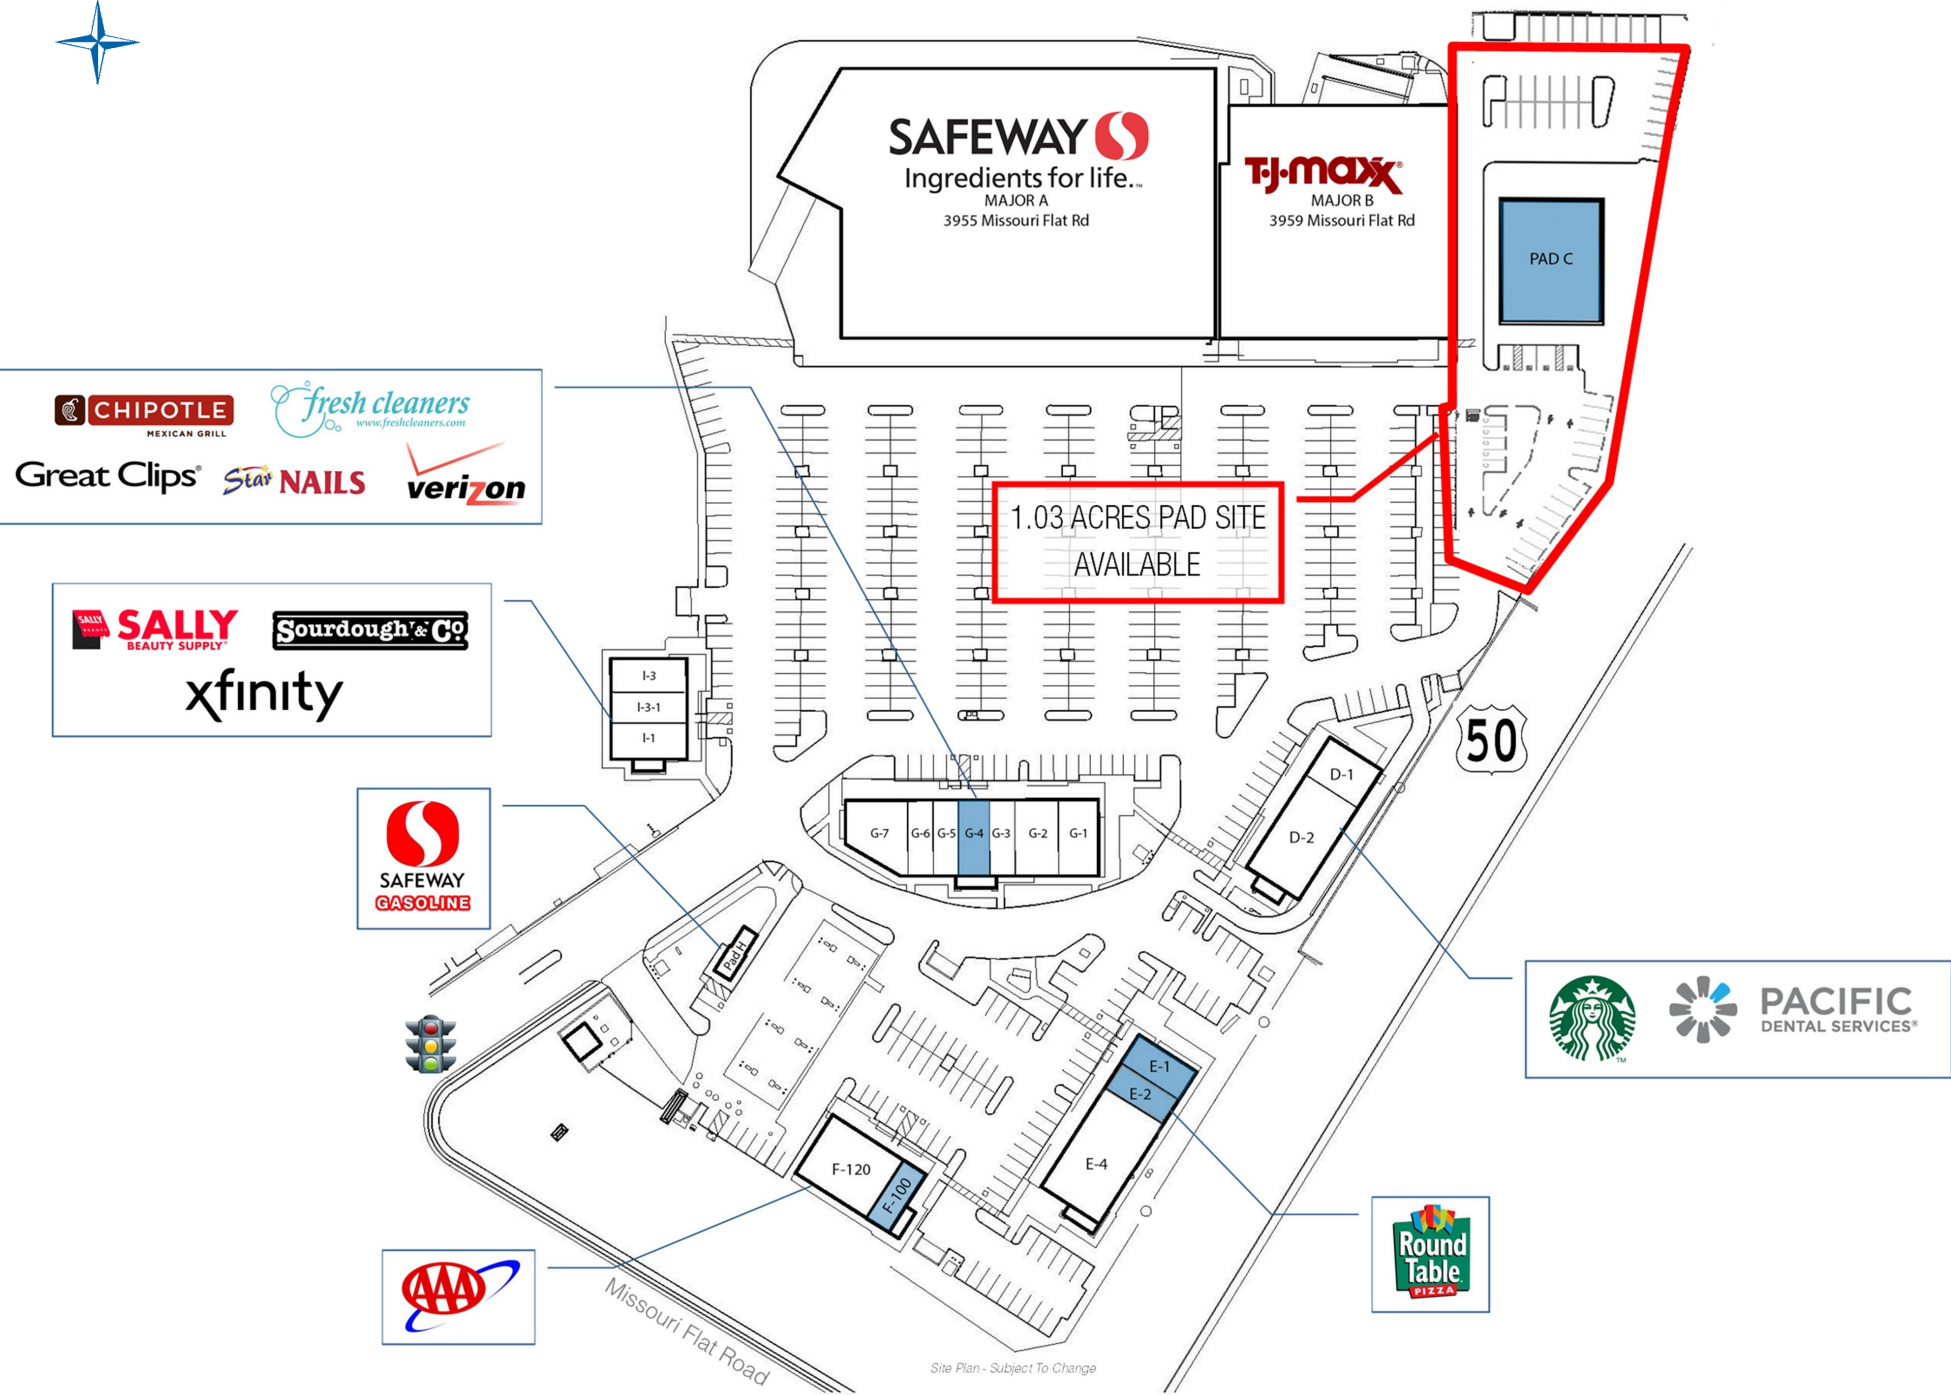 SAFEWAY
Ingredients for life.™
MAJOR A
3955 Missouri Flat Rd
T·J·maxx®
MAJOR B
3959 Missouri Flat Rd
PAD C
1.03 ACRES PAD SITE
AVAILABLE
CHIPOTLE
MEXICAN GRILL
fresh cleaners
www.freshcleaners.com
Great Clips®
Star NAILS
verizon
SALLY
SALLY
BEAUTY SUPPLY®
Sourdough & Co
xfinity
I-3
I-3-1
I-1
50
D-1
D-2
G-7 G-6 G-5 G-4 G-3 G-2 G-1
SAFEWAY
GASOLINE
Pad H
PACIFIC
DENTAL SERVICES®
TM
E-1
E-2
E-4
F-120
F-100
Round
Table
PIZZA
AAA
Missouri Flat Road
Site Plan - Subject To Change